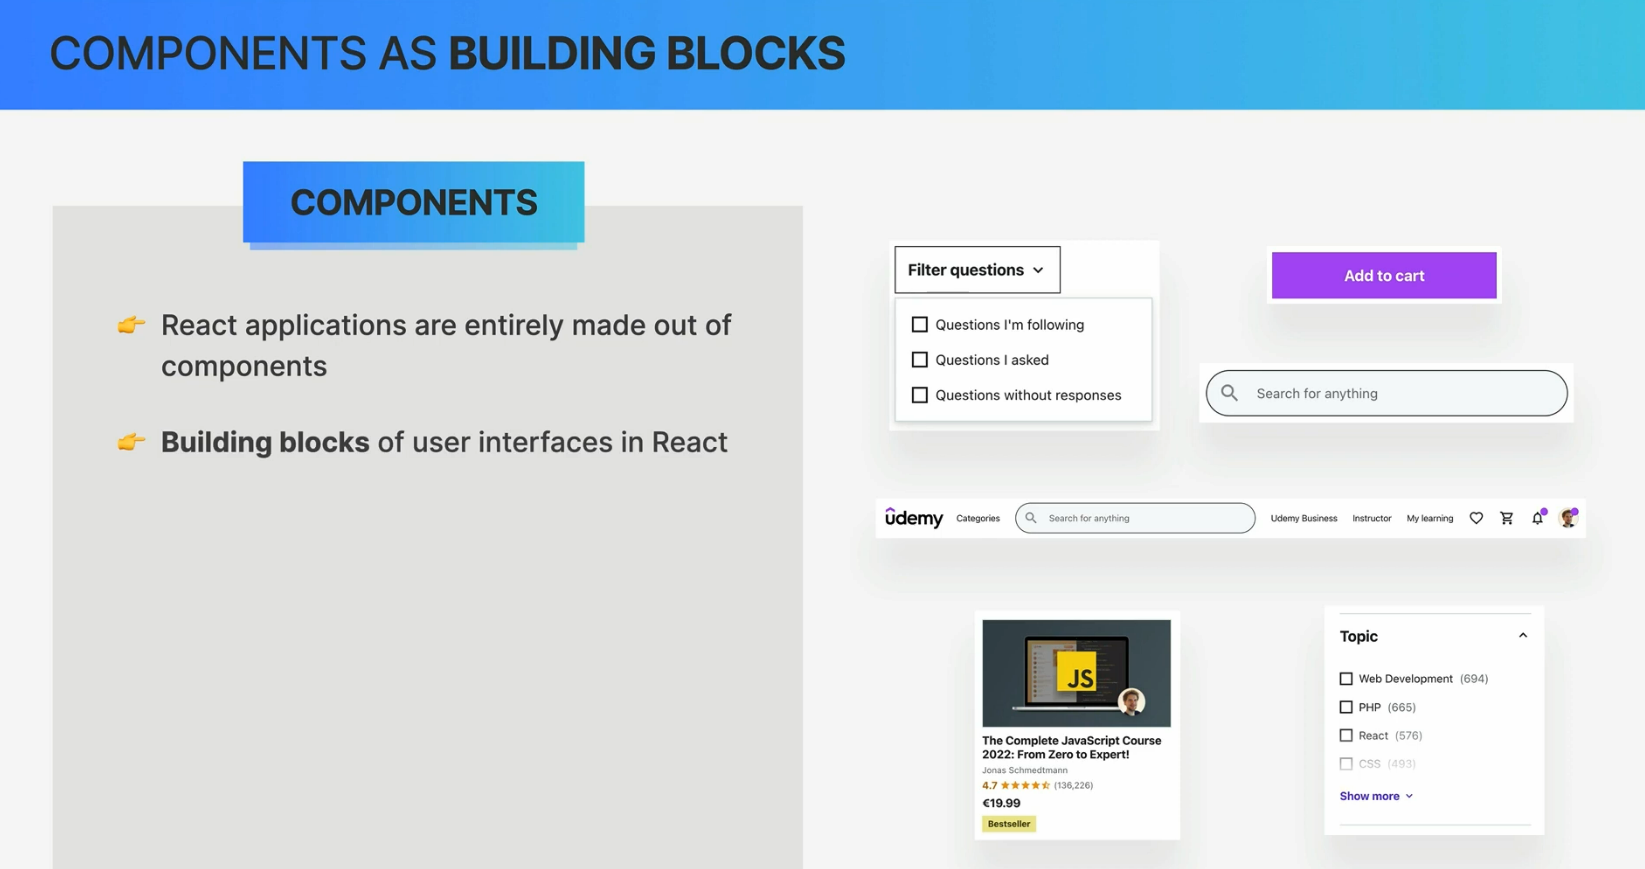 COMPONENTS AS BUILDING BLOCKS
COMPONENTS
👉 React applications are entirely made out of
components
👉 Building blocks of user interfaces in React
Filter questions
Questions I'm following
Questions I asked
Questions without responses
Add to cart
Search for anything
udemy Categories Search for anything Udemy Business Instructor My learning
JS
The Complete JavaScript Course
2022: From Zero to Expert!
Jonas Schmedtmann
4.7 (136,226)
€19.99
Bestseller
Topic
Web Development (694)
PHP (665)
React (576)
CSS (493)
Show more